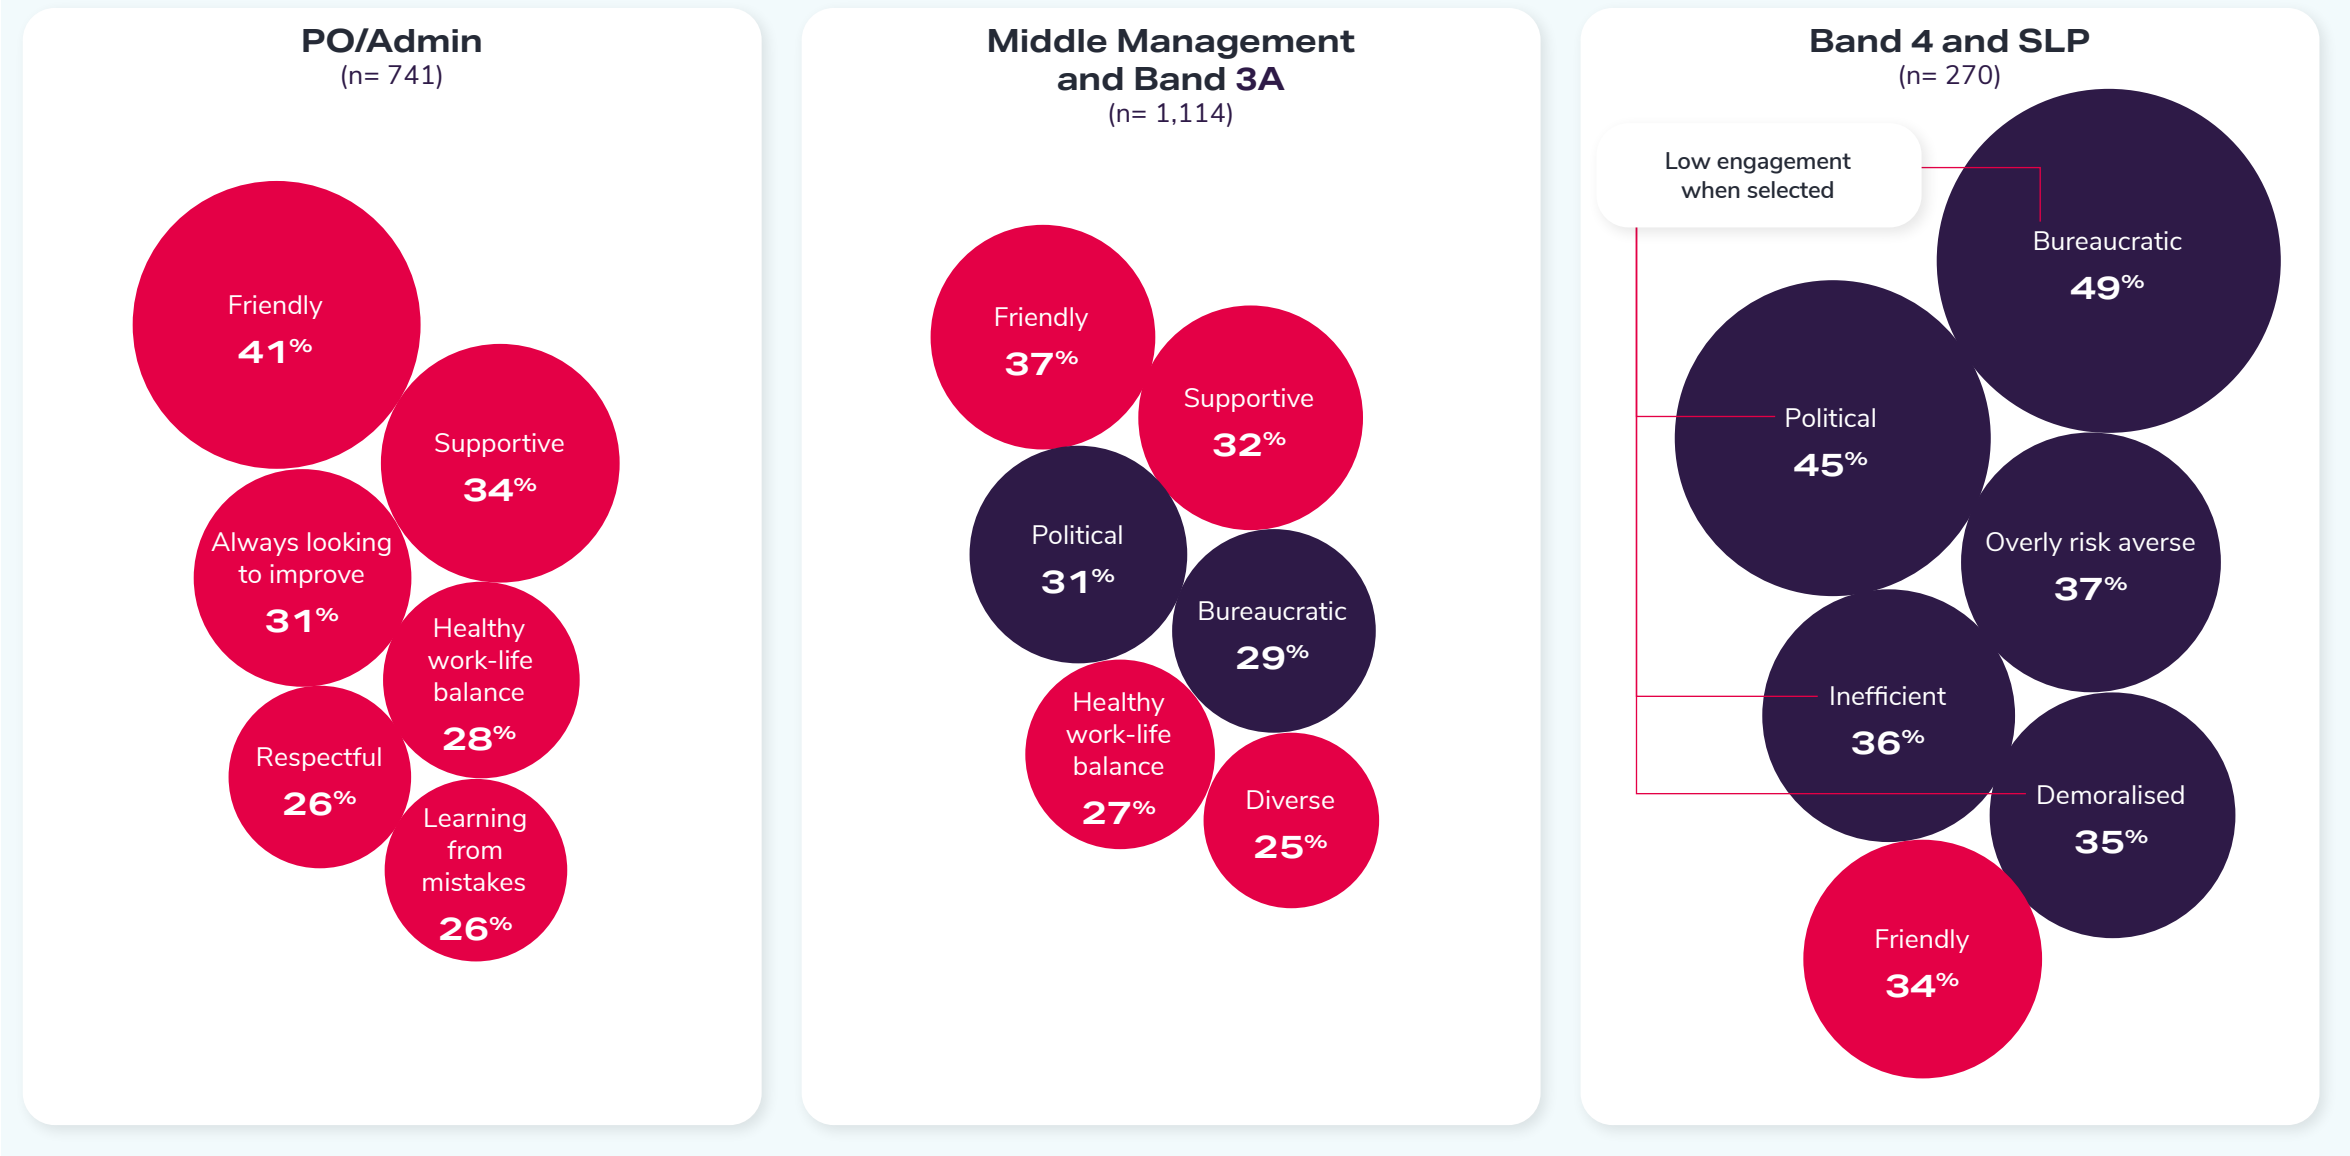 PO/Admin
(n= 741)
Friendly
41%
Supportive
34%
Always looking
to improve
31%
Healthy
work-life
balance
28%
Respectful
26%
Learning
from
mistakes
26%
Middle Management
and Band 3A
(n= 1,114)
Friendly
37%
Supportive
32%
Political
31%
Bureaucratic
29%
Healthy
work-life
balance
27%
Diverse
25%
Band 4 and SLP
(n= 270)
Low engagement
when selected
Bureaucratic
49%
Political
45%
Overly risk averse
37%
Inefficient
36%
Demoralised
35%
Friendly
34%